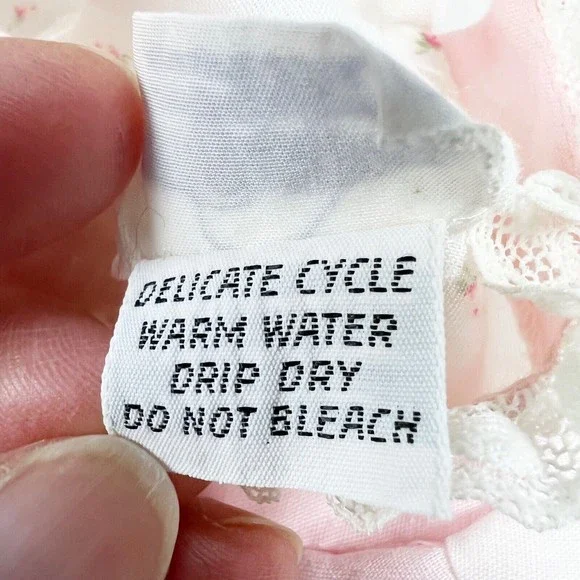 DELICATE CYCLE
WARM WATER
DRIP DRY
DO NOT BLEACH